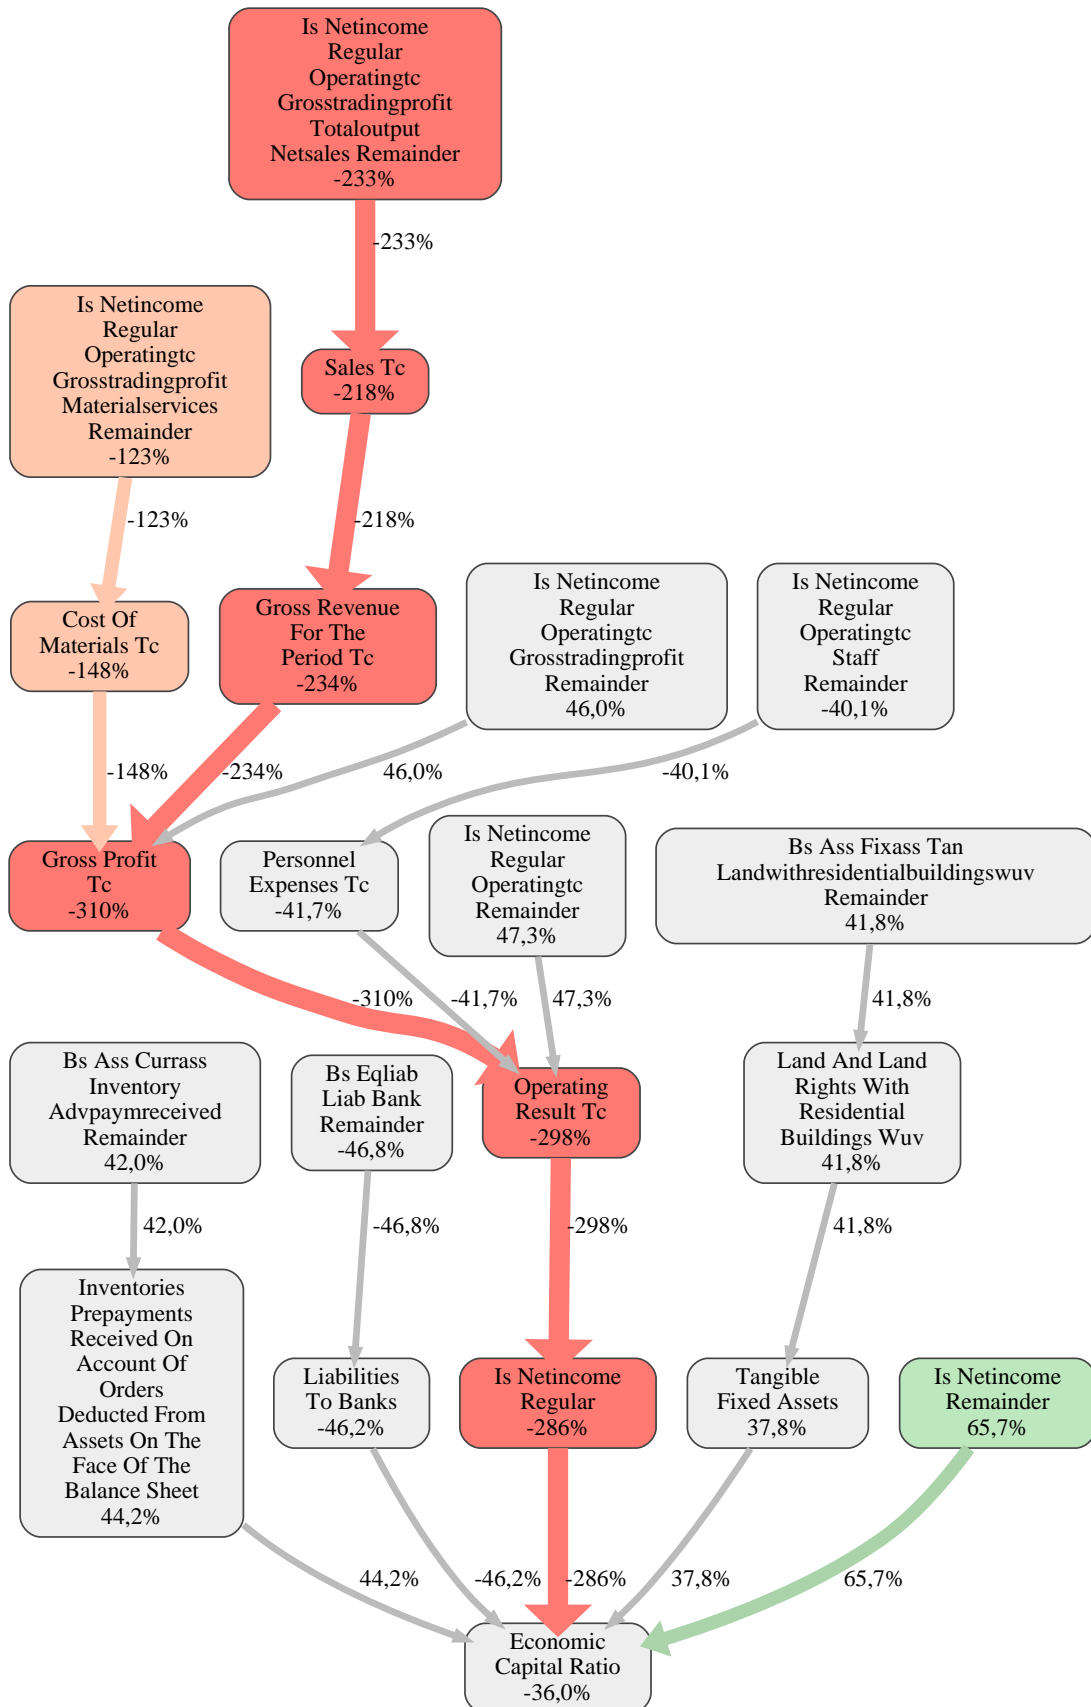 Is Netincome
Regular
Operatingtc
Grosstradingprofit
Totaloutput
Netsales Remainder
-233%
-233%
Is Netincome
Regular
Operatingtc
Grosstradingprofit
Materialservices
Remainder
-123%
Sales Tc
-218%
-123%
-218%
Cost Of
Materials Tc
-148%
Gross Revenue
For The
Period Tc
-234%
Is Netincome
Regular
Operatingtc
Grosstradingprofit
Remainder
46,0%
Is Netincome
Regular
Operatingtc
Staff
Remainder
-40,1%
-148%
-234%
46,0%
-40,1%
Gross Profit
Tc
-310%
Personnel
Expenses Tc
-41,7%
Is Netincome
Regular
Operatingtc
Remainder
47,3%
Bs Ass Fixass Tan
Landwithresidentialbuildingswuv
Remainder
41,8%
-310%
-41,7%
47,3%
41,8%
Bs Ass Currass
Inventory
Advpaymreceived
Remainder
42,0%
Bs Eqliab
Liab Bank
Remainder
-46,8%
Operating
Result Tc
-298%
Land And Land
Rights With
Residential
Buildings Wuv
41,8%
42,0%
-46,8%
-298%
41,8%
Inventories
Prepayments
Received On
Account Of
Orders
Deducted From
Assets On The
Face Of The
Balance Sheet
44,2%
Liabilities
To Banks
-46,2%
Is Netincome
Regular
-286%
Tangible
Fixed Assets
37,8%
Is Netincome
Remainder
65,7%
44,2%
-46,2%
-286%
37,8%
65,7%
Economic
Capital Ratio
-36,0%